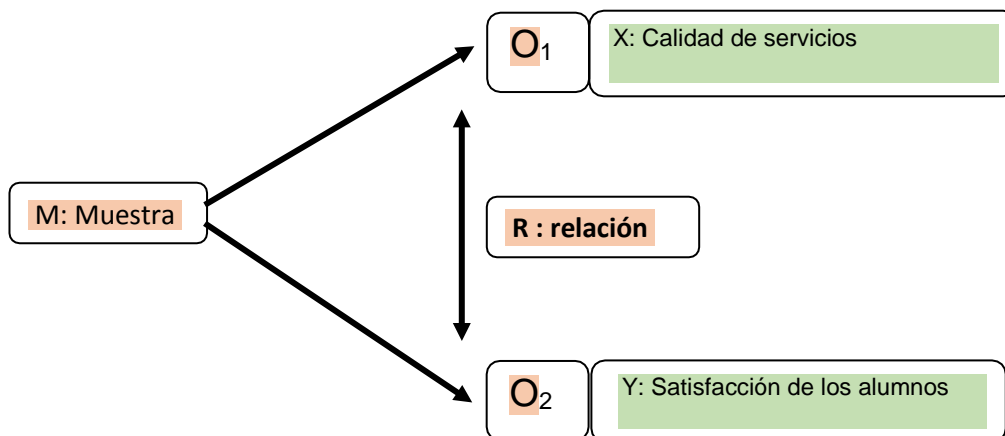 O₁
X: Calidad de servicios
M: Muestra
R : relación
O₂
Y: Satisfacción de los alumnos